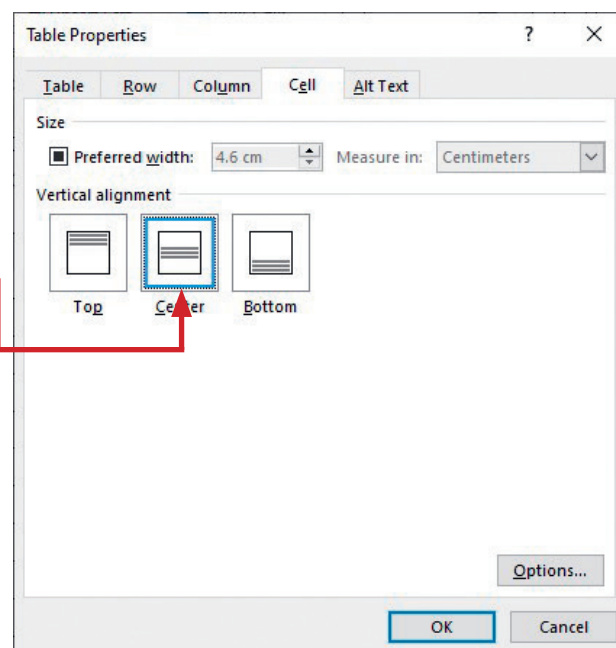 Table Properties ? ×
Table Row Column Cell Alt Text
Size
Preferred width: 4.6 cm Measure in: Centimeters
Vertical alignment
Top Center Bottom
Options...
OK Cancel